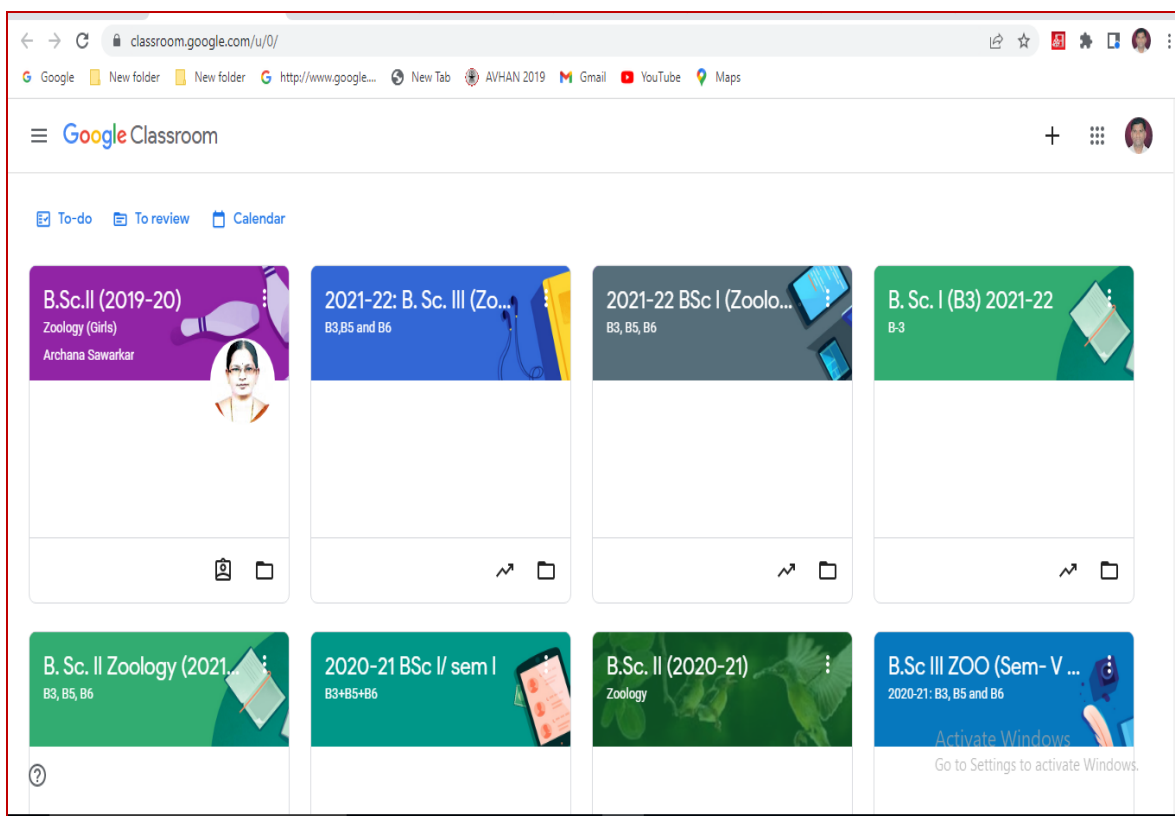 classroom.google.com/u/0/
Google New folder New folder http://www.google.... New Tab AVHAN 2019 Gmail YouTube Maps
Google Classroom
To-do To review Calendar
B.Sc.II (2019-20)
Zoology (Girls)
Archana Sawarkar
2021-22: B. Sc. III (Zo...
B3,B5 and B6
2021-22 BSc I (Zoolo...
B3, B5, B6
B. Sc. I (B3) 2021-22
B-3
B. Sc. II Zoology (2021...
B3, B5, B6
2020-21 BSc I/ sem I
B3+B5+B6
B.Sc. II (2020-21)
Zoology
B.Sc III ZOO (Sem- V ...
2020-21: B3, B5 and B6
Activate Windows
Go to Settings to activate Windows.